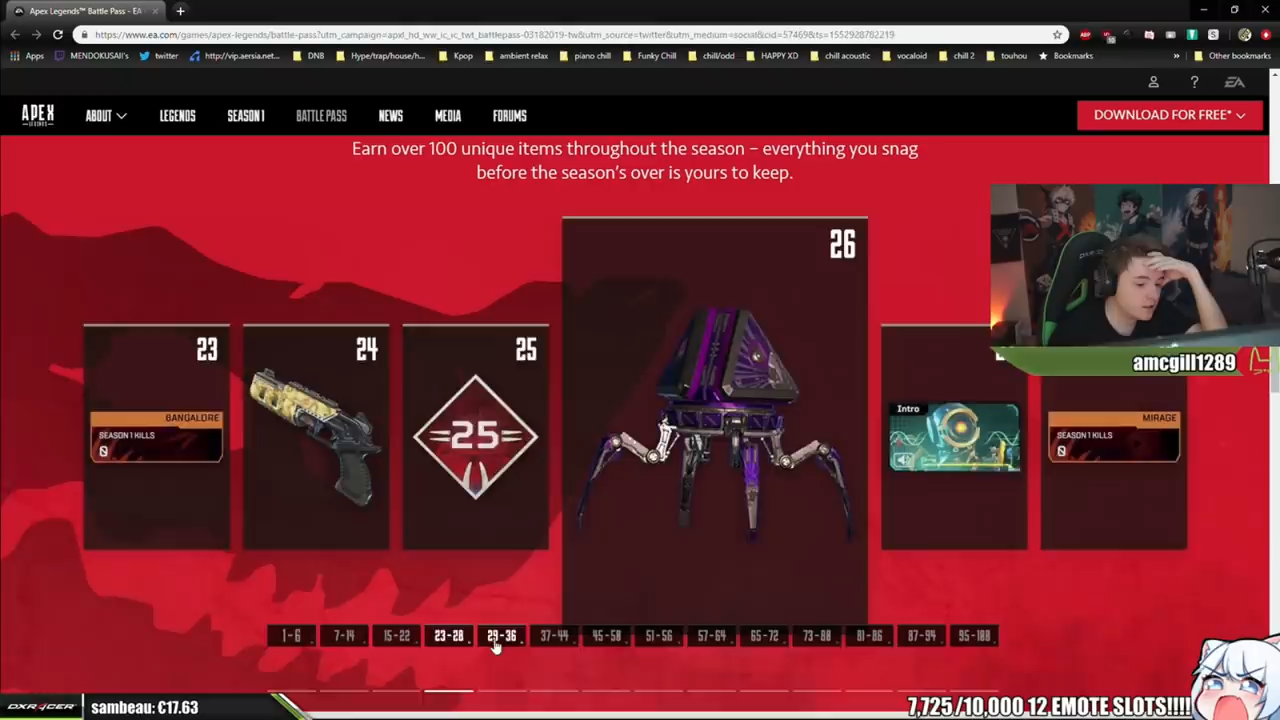 Apex Legends™ Battle Pass - EA
https://www.ea.com/games/apex-legends/battle-pass?utm_campaign=apxl_hd_ww_ic_ic_twt_battlepass-03182019-tw&utm_source=twitter&utm_medium=social&cid=57469&ts=1552928782219
Apps MENDOKUSAII's twitter http://vip.aersia.net... DNB Hype/trap/house/h... Kpop ambient relax piano chill Funky Chill HAPPY XD chill/odd chill acoustic vocaloid chill 2 touhou Bookmarks » Other bookmarks
? EA
APEX
LEGENDS
ABOUT LEGENDS SEASON 1 BATTLE PASS NEWS MEDIA FORUMS DOWNLOAD FOR FREE*
Earn over 100 unique items throughout the season – everything you snag
before the season's over is yours to keep.
26
23 24 25
amcgill1289
BANGALORE
SEASON 1 KILLS
0
25
Intro
MIRAGE
SEASON 1 KILLS
0
1-6 7-14 15-22 23-28 29-36 37-44 45-50 51-56 57-64 65-72 73-80 81-86 87-94 95-100
DXRACER sambeau: €17.63 7,725/10,000 12 EMOTE SLOTS!!!!